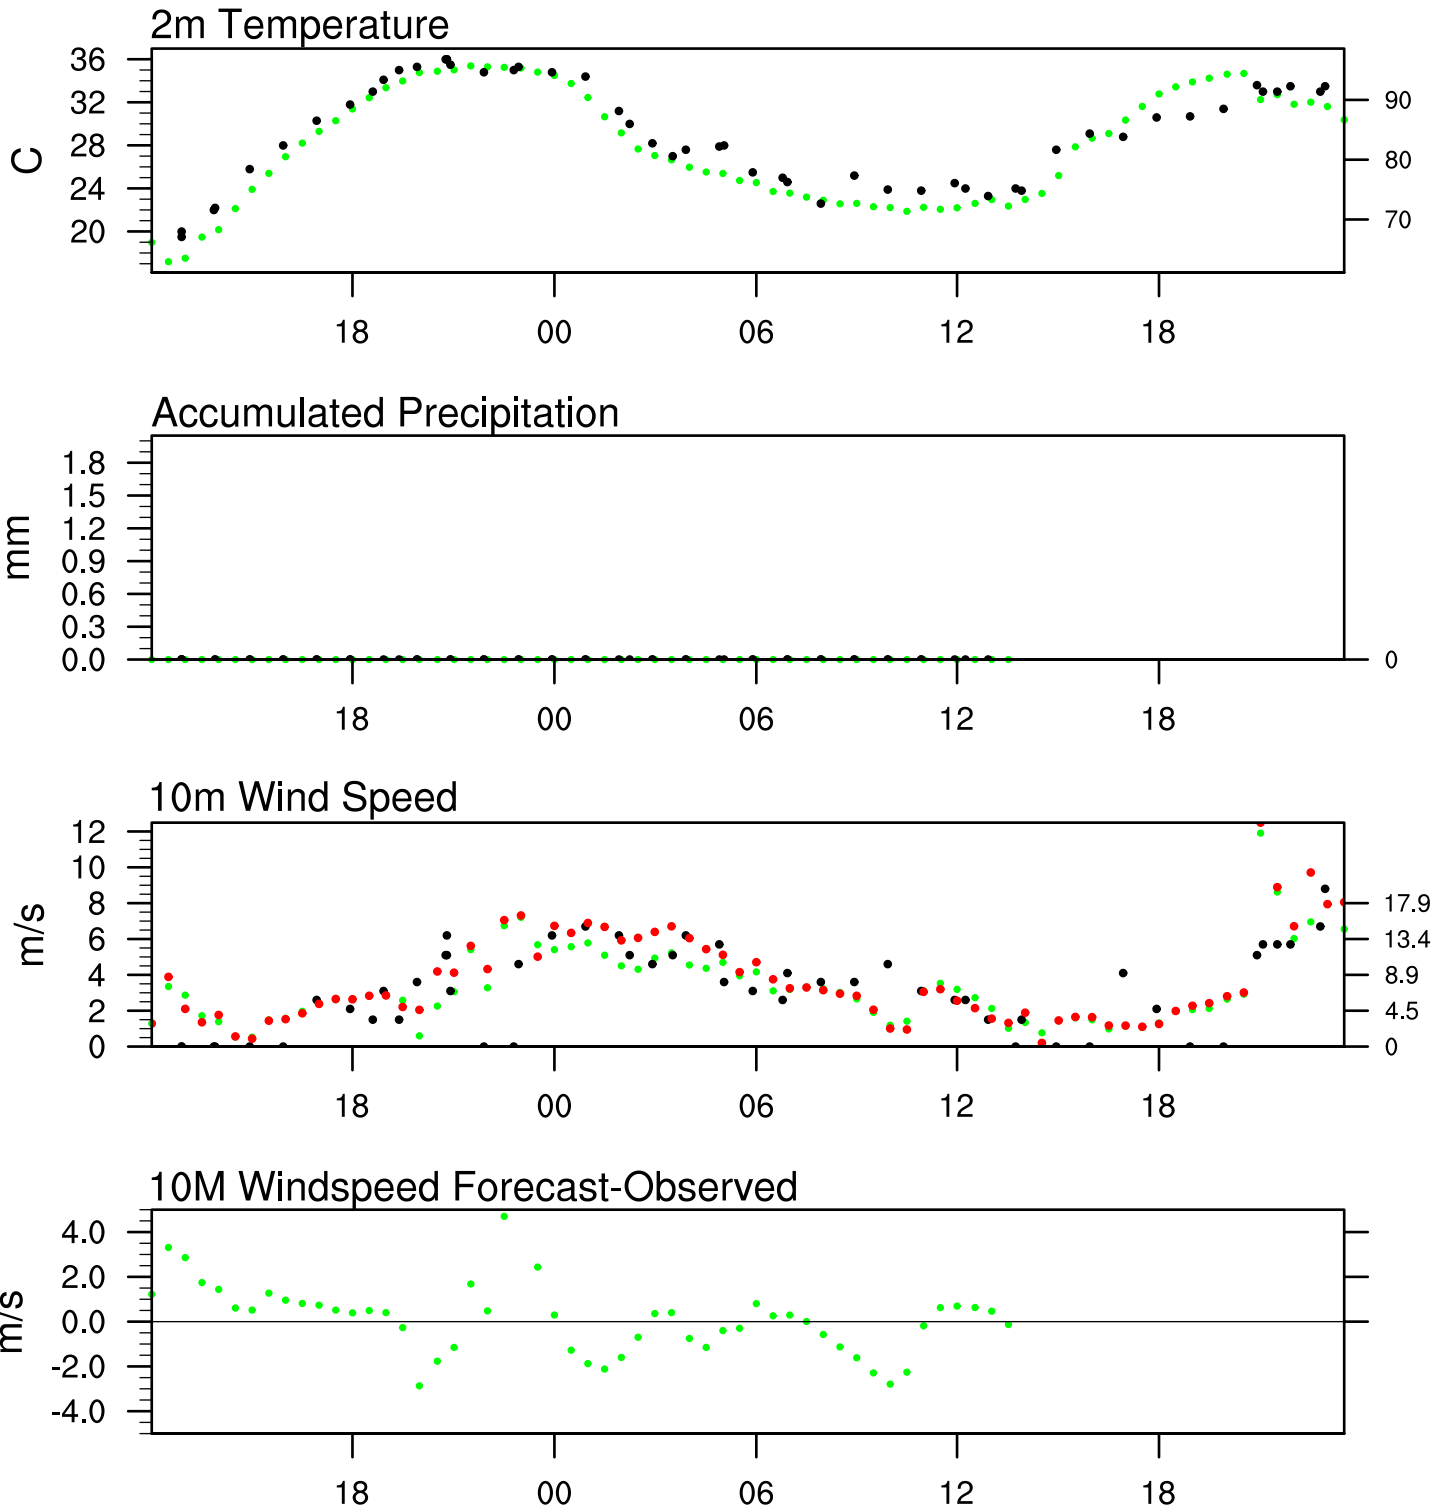 2m Temperature
36
32
28
24
20
C
90
80
70
18 00 06 12 18
Accumulated Precipitation
1.8
1.5
1.2
0.9
0.6
0.3
0.0
mm
0
18 00 06 12 18
10m Wind Speed
12
10
8
6
4
2
0
m/s
17.9
13.4
8.9
4.5
0
18 00 06 12 18
10M Windspeed Forecast-Observed
4.0
2.0
0.0
-2.0
-4.0
m/s
18 00 06 12 18